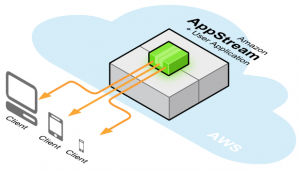 Amazon
AppStream
+ User Application
AWS
Client
Client
Client